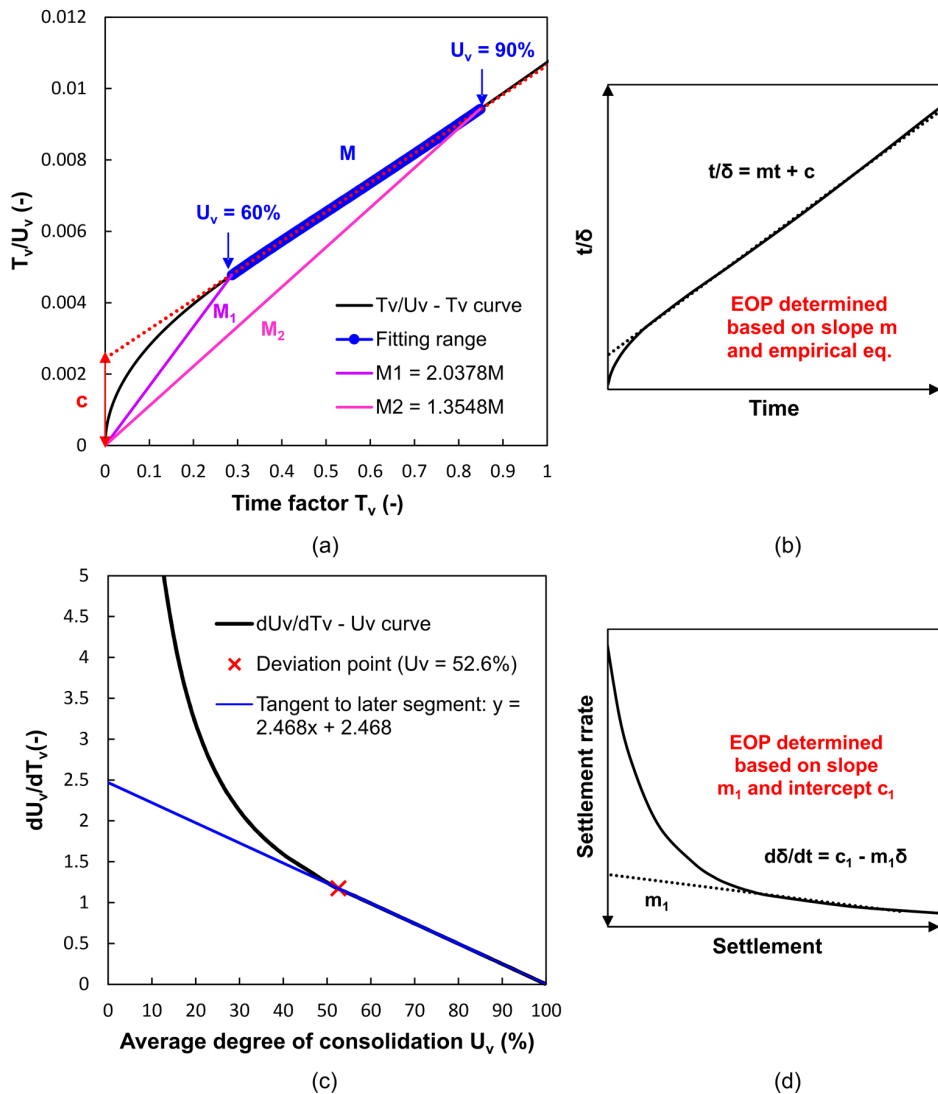 0.012
0.01
0.008
0.006
0.004
0.002
0
Tᵥ/Uᵥ (-)
Uᵥ = 90%
M
Uᵥ = 60%
M₁
M₂
c
Tv/Uv - Tv curve
Fitting range
M1 = 2.0378M
M2 = 1.3548M
0 0.1 0.2 0.3 0.4 0.5 0.6 0.7 0.8 0.9 1
Time factor Tᵥ (-)
(a)
t/δ
t/δ = mt + c
EOP determined
based on slope m
and empirical eq.
Time
(b)
5
4.5
4
3.5
3
2.5
2
1.5
1
0.5
0
dUᵥ/dTᵥ(-)
dUv/dTv - Uv curve
Deviation point (Uv = 52.6%)
Tangent to later segment: y =
2.468x + 2.468
0 10 20 30 40 50 60 70 80 90 100
Average degree of consolidation Uᵥ (%)
(c)
Settlement rrate
EOP determined
based on slope
m₁ and intercept c₁
dδ/dt = c₁ - m₁δ
m₁
Settlement
(d)